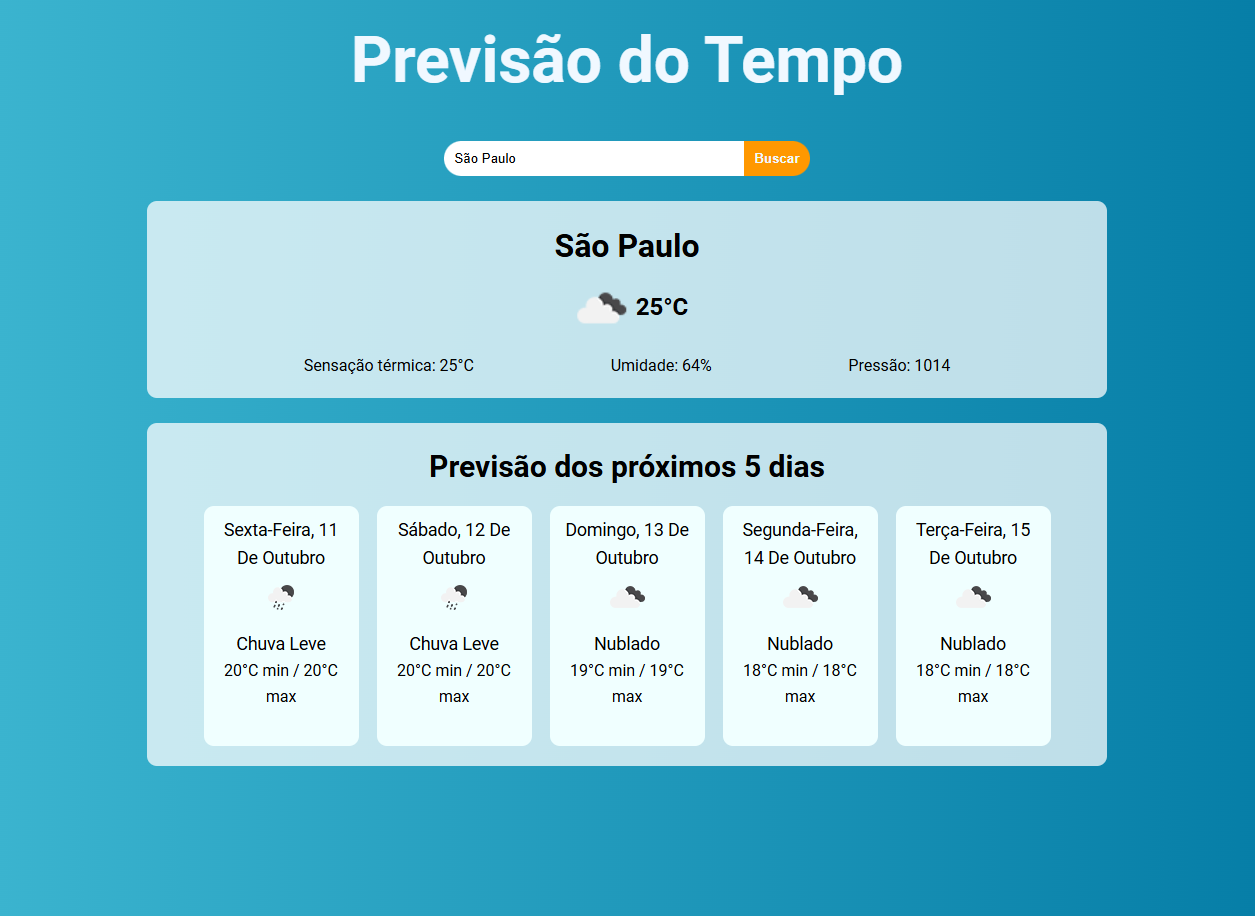 Previsão do Tempo
São Paulo
Buscar
São Paulo
25°C
Sensação térmica: 25°C
Umidade: 64%
Pressão: 1014
Previsão dos próximos 5 dias
Sexta-Feira, 11
De Outubro
Chuva Leve
20°C min / 20°C
max
Sábado, 12 De
Outubro
Chuva Leve
20°C min / 20°C
max
Domingo, 13 De
Outubro
Nublado
19°C min / 19°C
max
Segunda-Feira,
14 De Outubro
Nublado
18°C min / 18°C
max
Terça-Feira, 15
De Outubro
Nublado
18°C min / 18°C
max